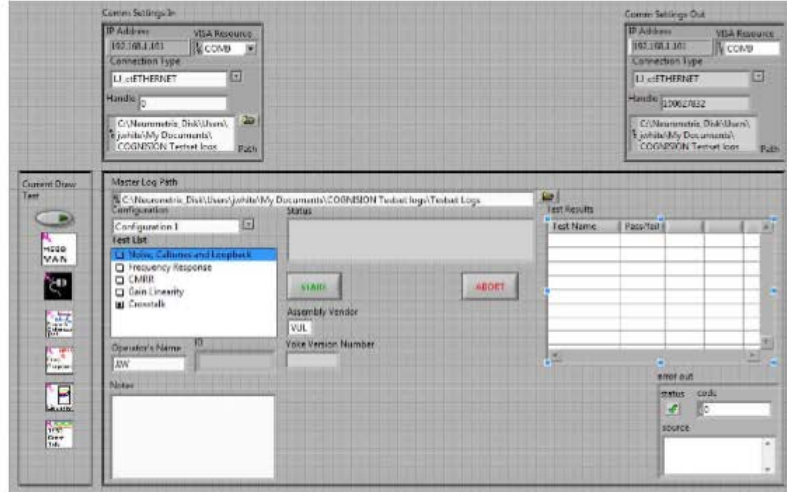 Comm Settings In
IP Address
VISA Resource
192.168.1.101
COM9
Connection Type
LJ_ctETHERNET
Handle
0
C:\Neurometrix_Disk\Users\
jwhite\My Documents\
COGNISION Testset logs
Path
Comm Settings Out
IP Address
VISA Resource
192.168.1.101
COM9
Connection Type
LJ_ctETHERNET
Handle
C:\Neurometrix_Disk\Users\
jwhite\My Documents\
COGNISION Testset logs
Path
Current Draw
Test
Master Log Path
C:\Neurometrix_Disk\Users\jwhite\My Documents\COGNISION Testset logs\Testset Logs
Configuration
Configuration 1
Test List
Noise, Cal tones and Loopback
Frequency Response
CMRR
Gain Linearity
Crosstalk
Operator's Name
JLW
ID
Notes
Status
START
ABORT
Assembly Vendor
VUL
Yoke Version Number
Test Results
Test Name
Pass/fail
error out
status
code
0
source
MAIN